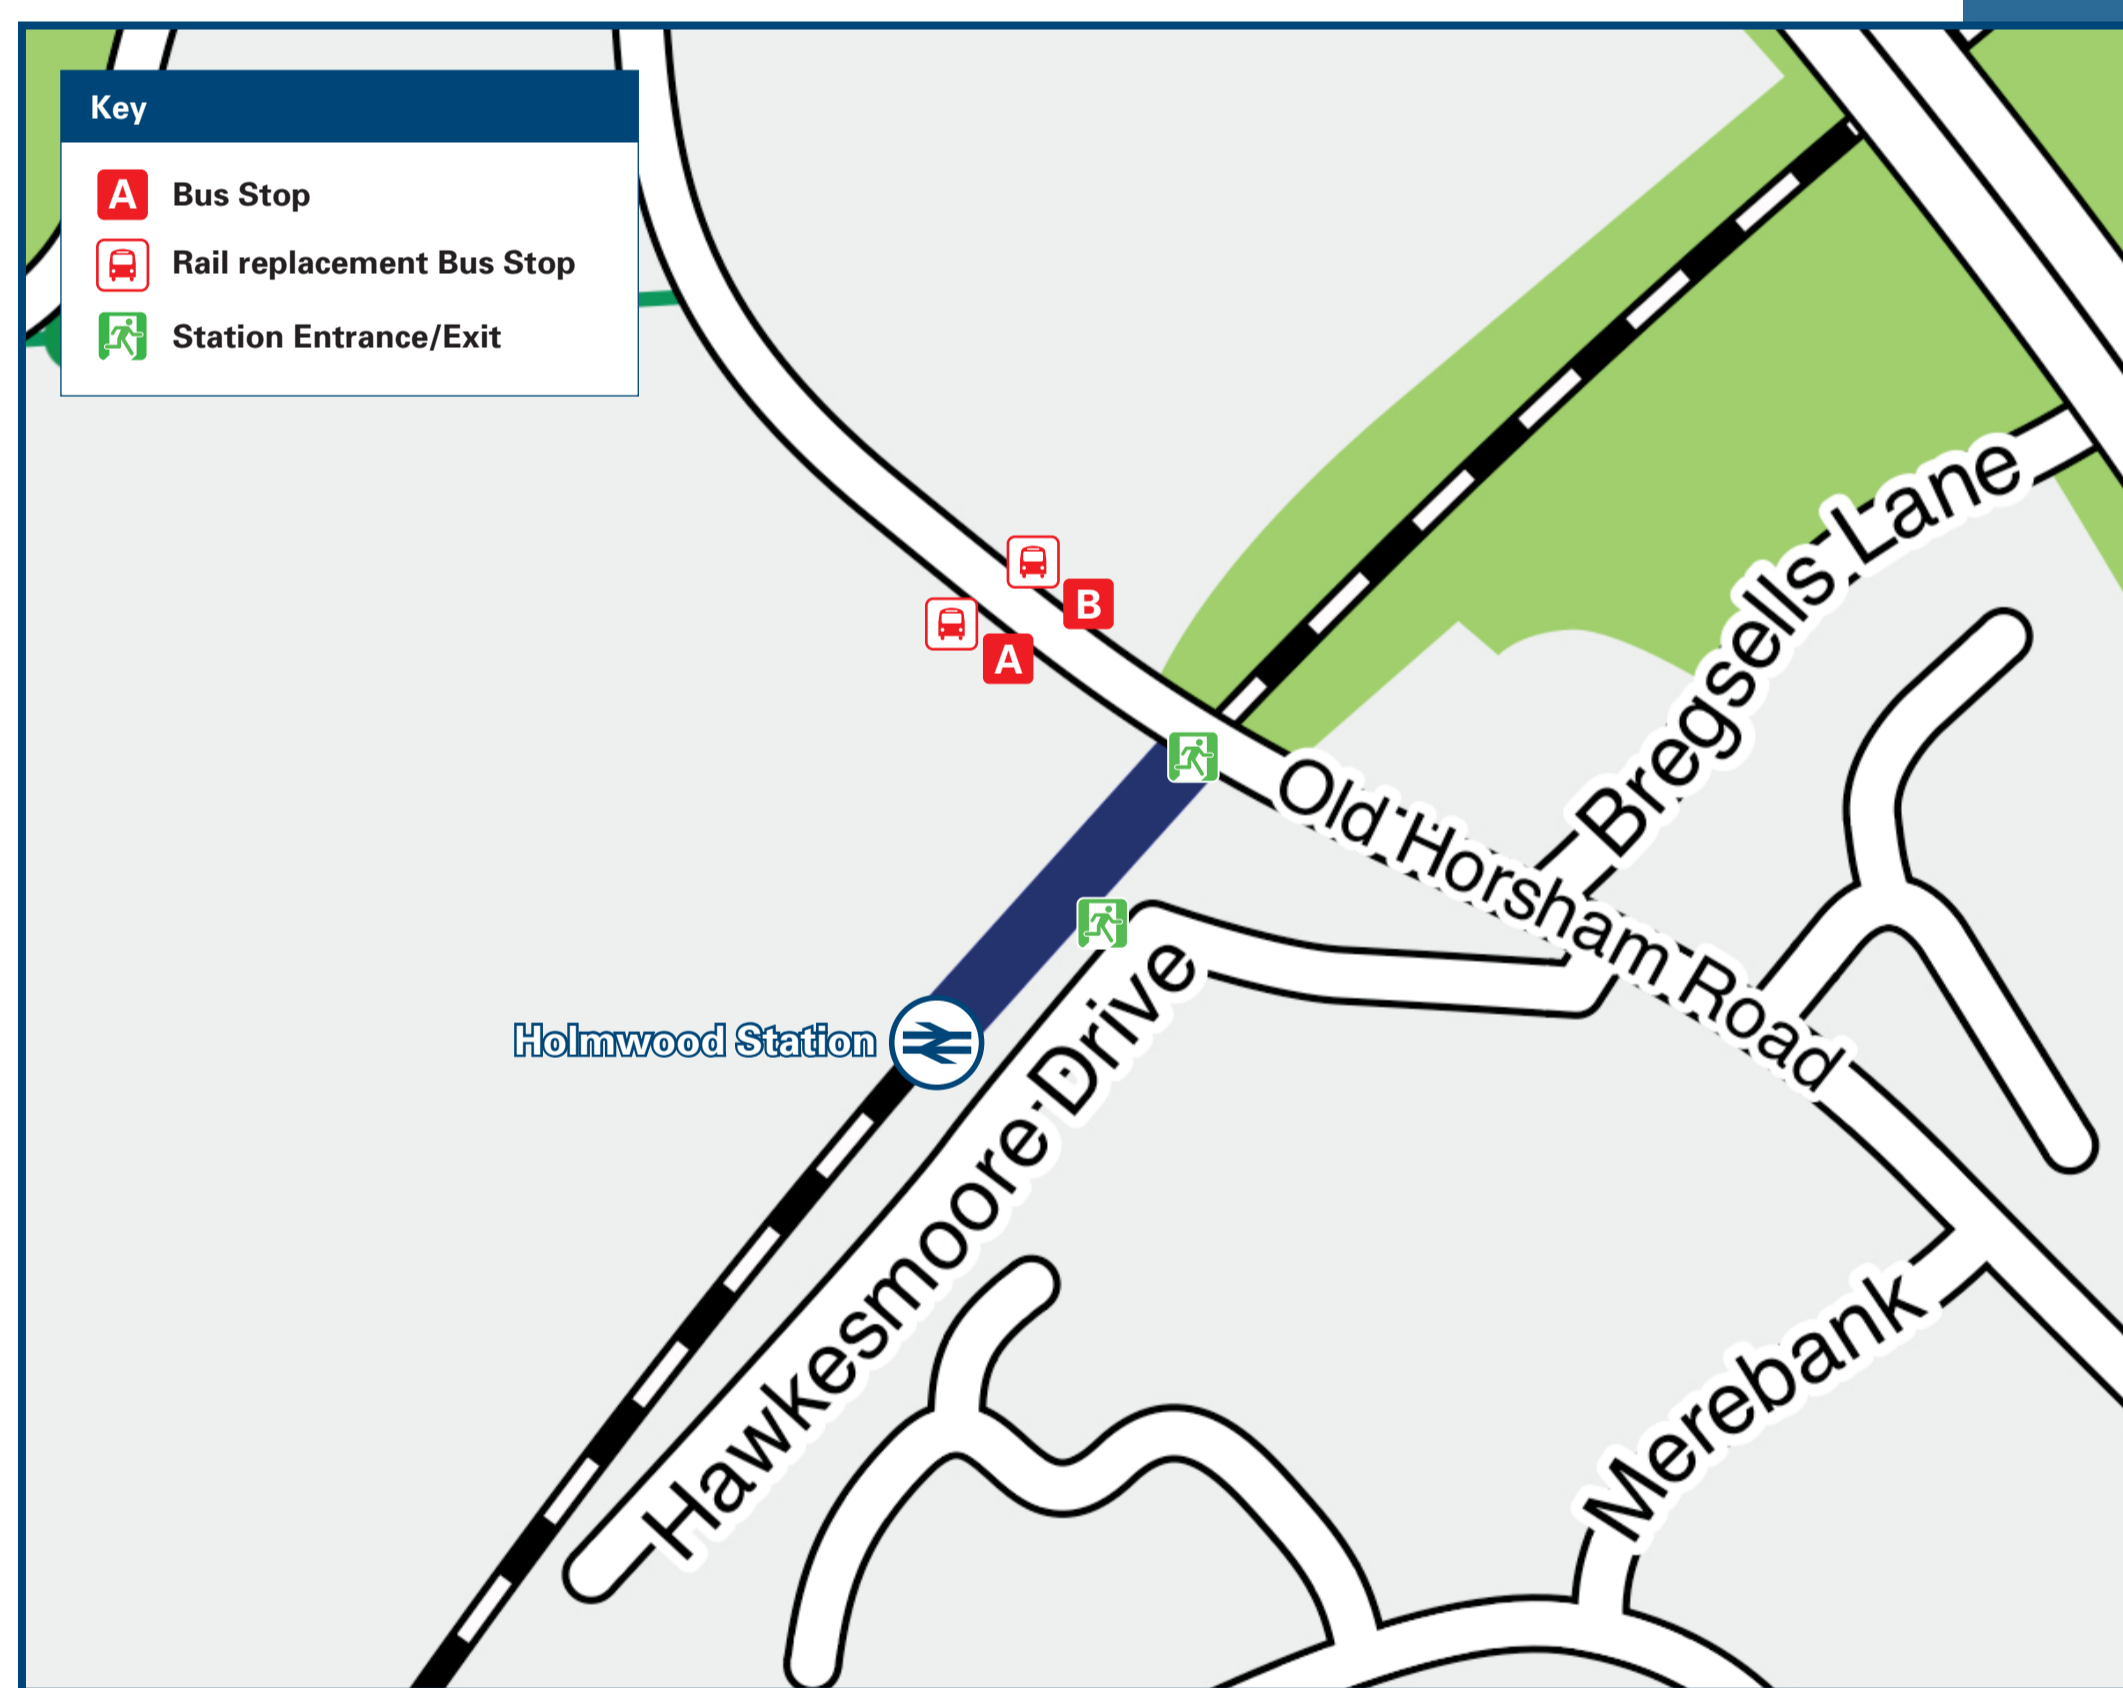 Key
A Bus Stop
Rail replacement Bus Stop
Station Entrance/Exit
B
A
Bregsells Lane
Old Horsham Road
Holmwood Station
Hawkesmoore Drive
Merebank